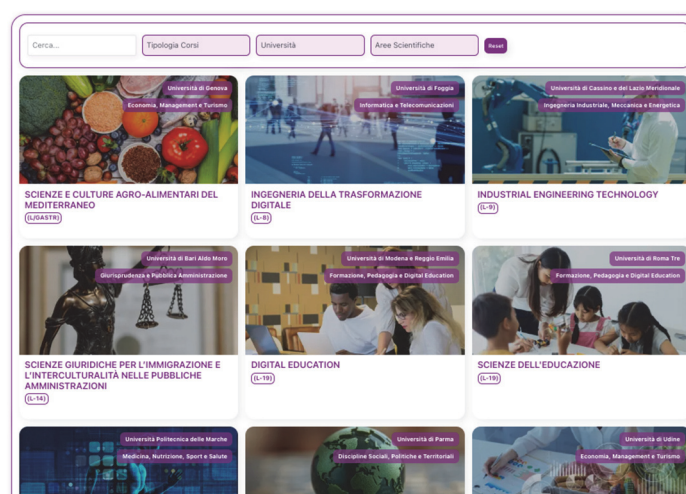 Cerca...
Tipologia Corsi
Università
Aree Scientifiche
Reset
Università di Genova
Economia, Management e Turismo
SCIENZE E CULTURE AGRO-ALIMENTARI DEL
MEDITERRANEO
(L/GASTR)
Università di Foggia
Informatica e Telecomunicazioni
INGEGNERIA DELLA TRASFORMAZIONE
DIGITALE
(L-8)
Università di Cassino e del Lazio Meridionale
Ingegneria Industriale, Meccanica e Energetica
INDUSTRIAL ENGINEERING TECHNOLOGY
(L-9)
Università di Bari Aldo Moro
Giurisprudenza e Pubblica Amministrazione
SCIENZE GIURIDICHE PER L'IMMIGRAZIONE E
L'INTERCULTURALITÀ NELLE PUBBLICHE
AMMINISTRAZIONI
(L-14)
Università di Modena e Reggio Emilia
Formazione, Pedagogia e Digital Education
DIGITAL EDUCATION
(L-19)
Università di Roma Tre
Formazione, Pedagogia e Digital Education
SCIENZE DELL'EDUCAZIONE
(L-19)
Università Politecnica delle Marche
Medicina, Nutrizione, Sport e Salute
Università di Parma
Discipline Sociali, Politiche e Territoriali
Università di Udine
Economia, Management e Turismo